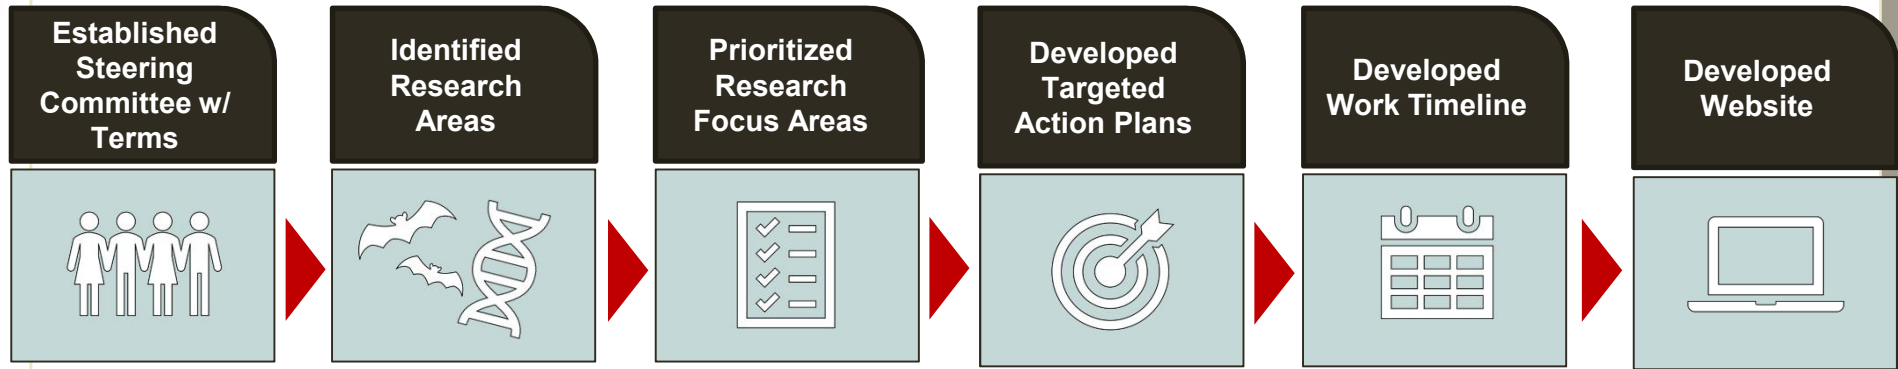 Established
Steering
Committee w/
Terms
Identified
Research
Areas
Prioritized
Research
Focus Areas
Developed
Targeted
Action Plans
Developed
Work Timeline
Developed
Website